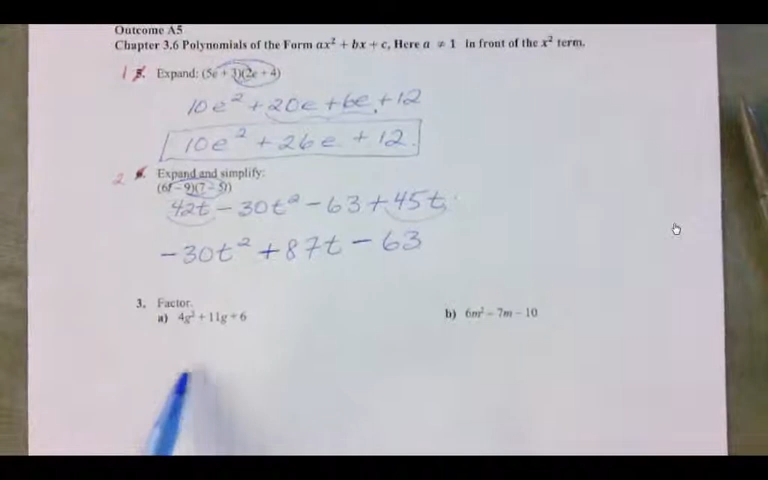 Outcome A5
Chapter 3.6 Polynomials of the Form ax² + bx + c, Here a ≠ 1 in front of the x² term.
1 Expand: (5e + 3)(2e + 4)
10e² + 20e + 6e + 12
10e² + 26e + 12
2 Expand and simplify:
(6t – 9)(7 – 5t)
42t - 30t² - 63 + 45t
-30t² + 87t - 63
3. Factor.
a) 4g² + 11g + 6 b) 6m² – 7m – 10